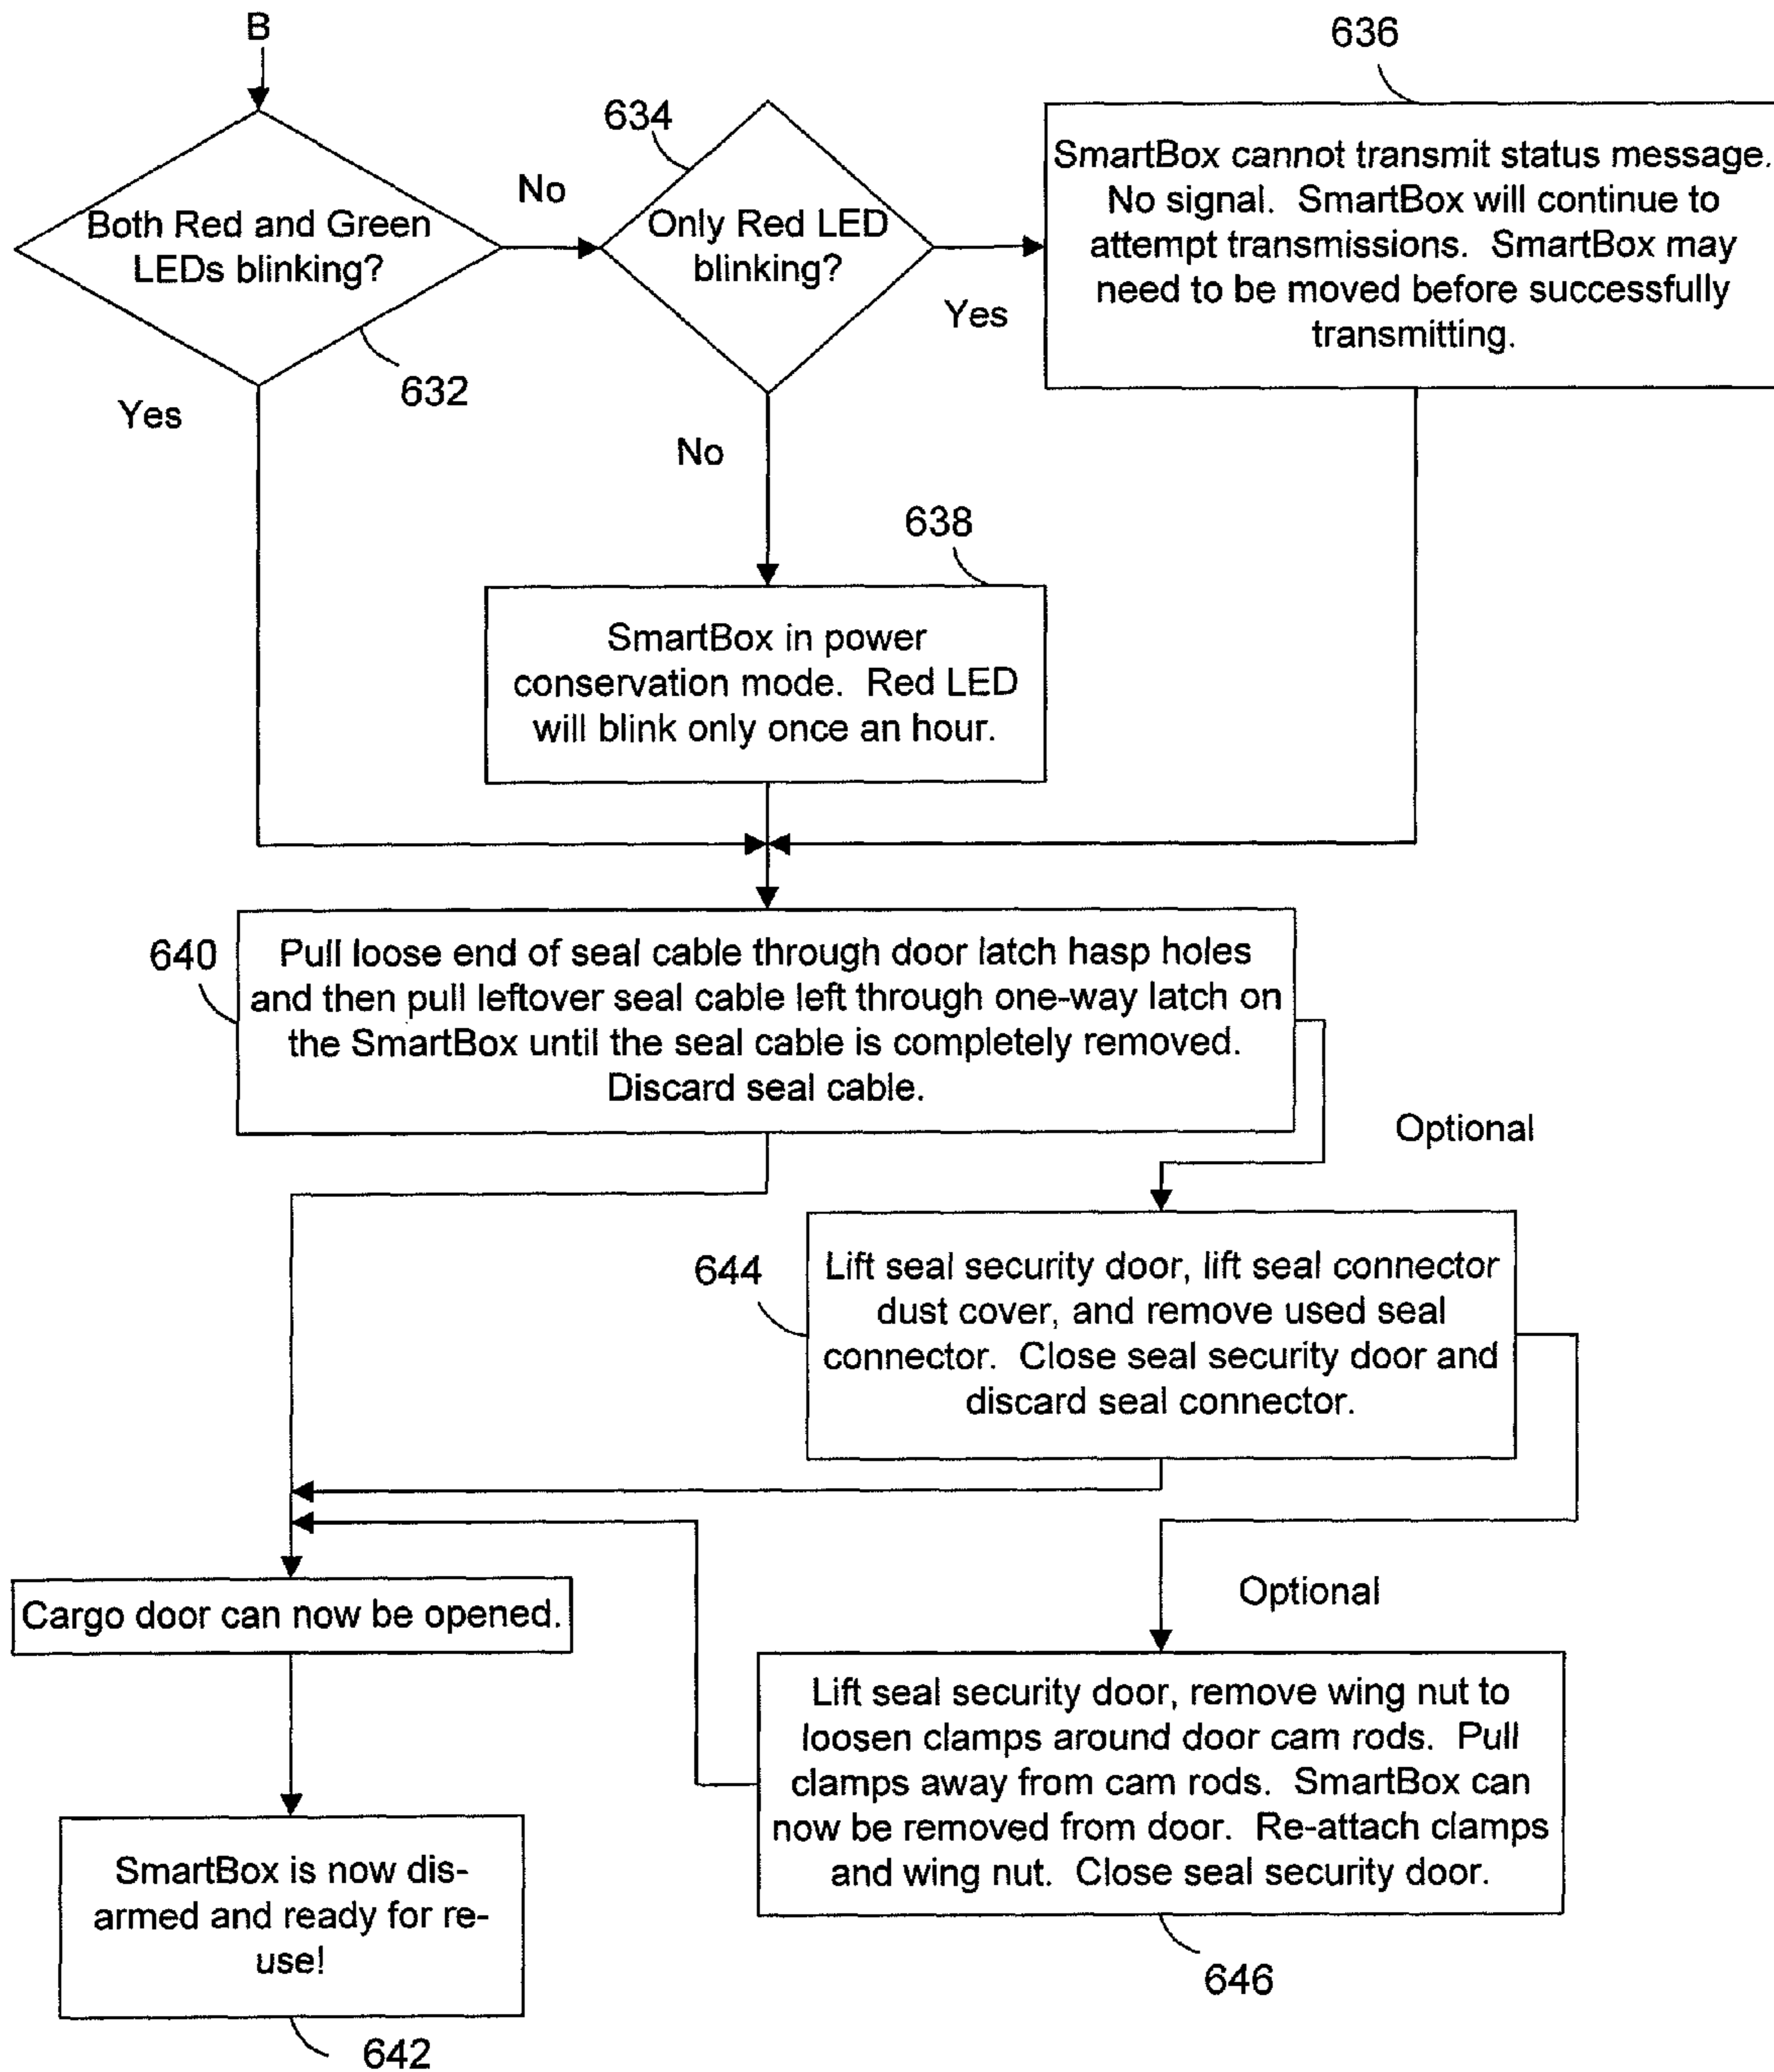 B
636
634
SmartBox cannot transmit status message.
No signal. SmartBox will continue to
attempt transmissions. SmartBox may
need to be moved before successfully
transmitting.
No
Both Red and Green
LEDs blinking?
Only Red LED
blinking?
Yes
632
Yes
No
638
SmartBox in power
conservation mode. Red LED
will blink only once an hour.
640
Pull loose end of seal cable through door latch hasp holes
and then pull leftover seal cable left through one-way latch on
the SmartBox until the seal cable is completely removed.
Discard seal cable.
Optional
644
Lift seal security door, lift seal connector
dust cover, and remove used seal
connector. Close seal security door and
discard seal connector.
Cargo door can now be opened.
Optional
Lift seal security door, remove wing nut to
loosen clamps around door cam rods. Pull
clamps away from cam rods. SmartBox can
now be removed from door. Re-attach clamps
and wing nut. Close seal security door.
SmartBox is now dis-
armed and ready for re-
use!
646
642